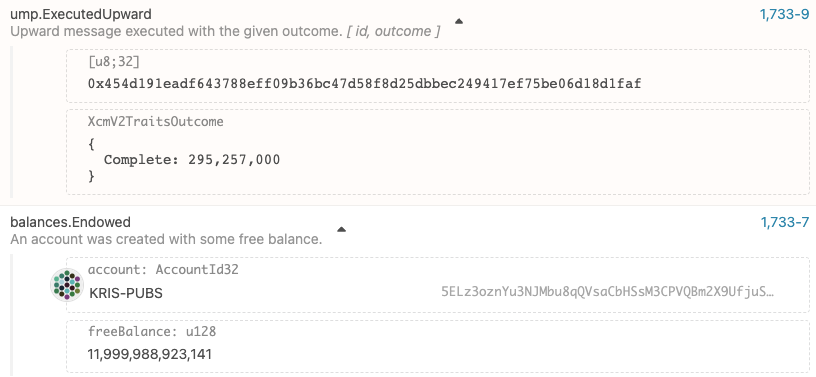 ump.ExecutedUpward 1,733-9
Upward message executed with the given outcome. [ id, outcome ]
[u8;32]
0x454d191eadf643788eff09b36bc47d58f8d25dbbec249417ef75be06d18d1faf
XcmV2TraitsOutcome
{
Complete: 295,257,000
}
balances.Endowed 1,733-7
An account was created with some free balance.
account: AccountId32
KRIS-PUBS 5ELz3oznYu3NJMbu8qQVsaCbHSsM3CPVQBm2X9UfjuS…
freeBalance: u128
11,999,988,923,141